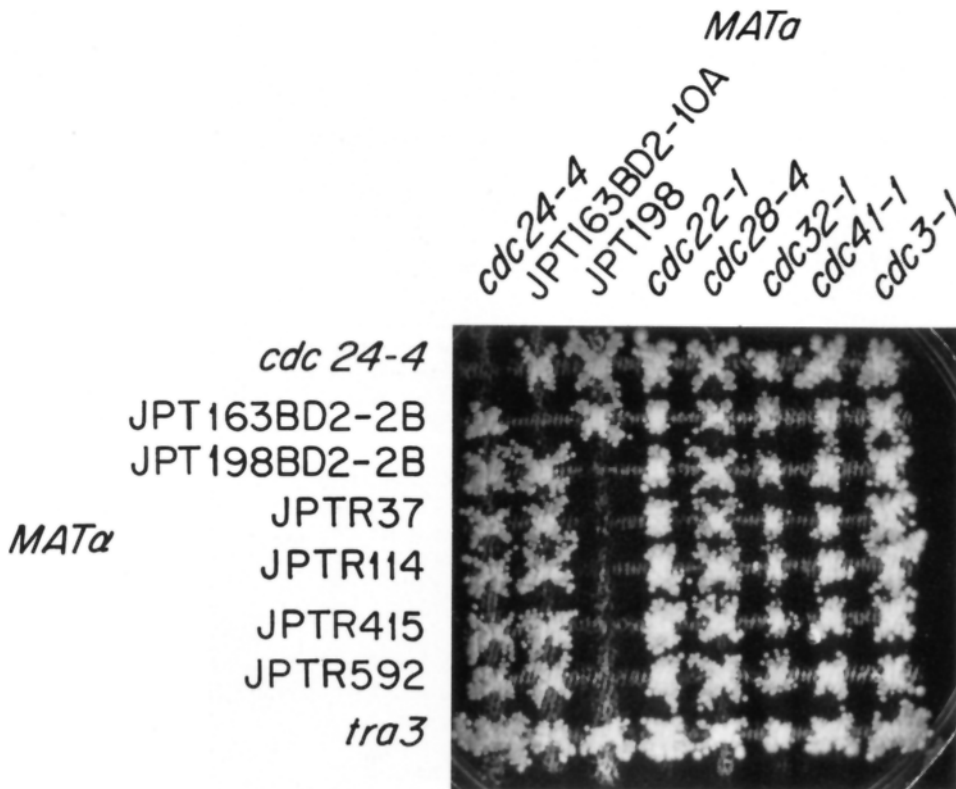 MATa
cdc24-4
JPT163BD2-10A
JPT198
cdc22-1
cdc28-4
cdc32-1
cdc41-1
cdc3-1
cdc 24-4
JPT163BD2-2B
JPT198BD2-2B
JPTR37
MATα
JPTR114
JPTR415
JPTR592
tra3